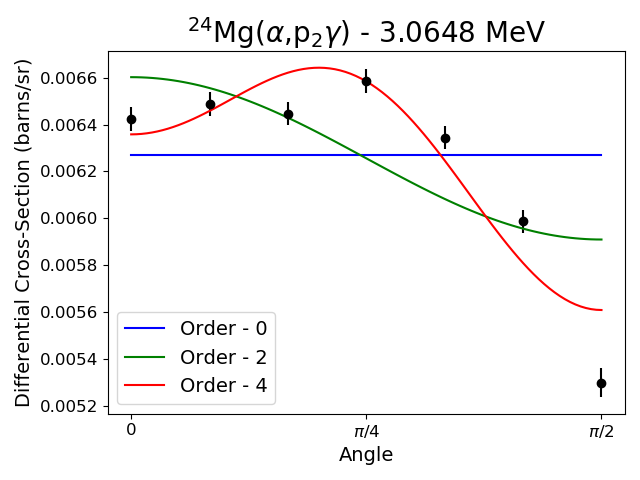 ²⁴Mg(α,p₂γ) - 3.0648 MeV
Differential Cross-Section (barns/sr)
0.0066
0.0064
0.0062
0.0060
0.0058
0.0056
0.0054
0.0052
Order - 0
Order - 2
Order - 4
0
π/4
π/2
Angle